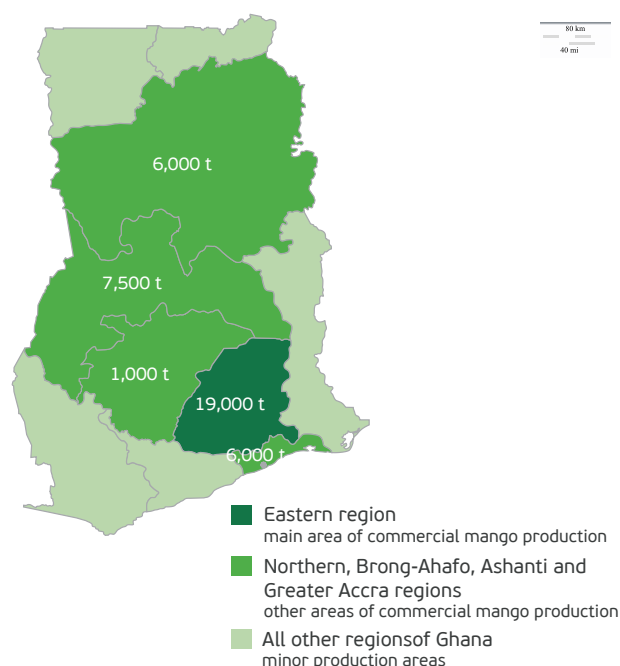 80 km
40 mi
6,000 t
7,500 t
1,000 t
19,000 t
6,000 t
Eastern region
main area of commercial mango production
Northern, Brong-Ahafo, Ashanti and
Greater Accra regions
other areas of commercial mango production
All other regionsof Ghana
minor production areas